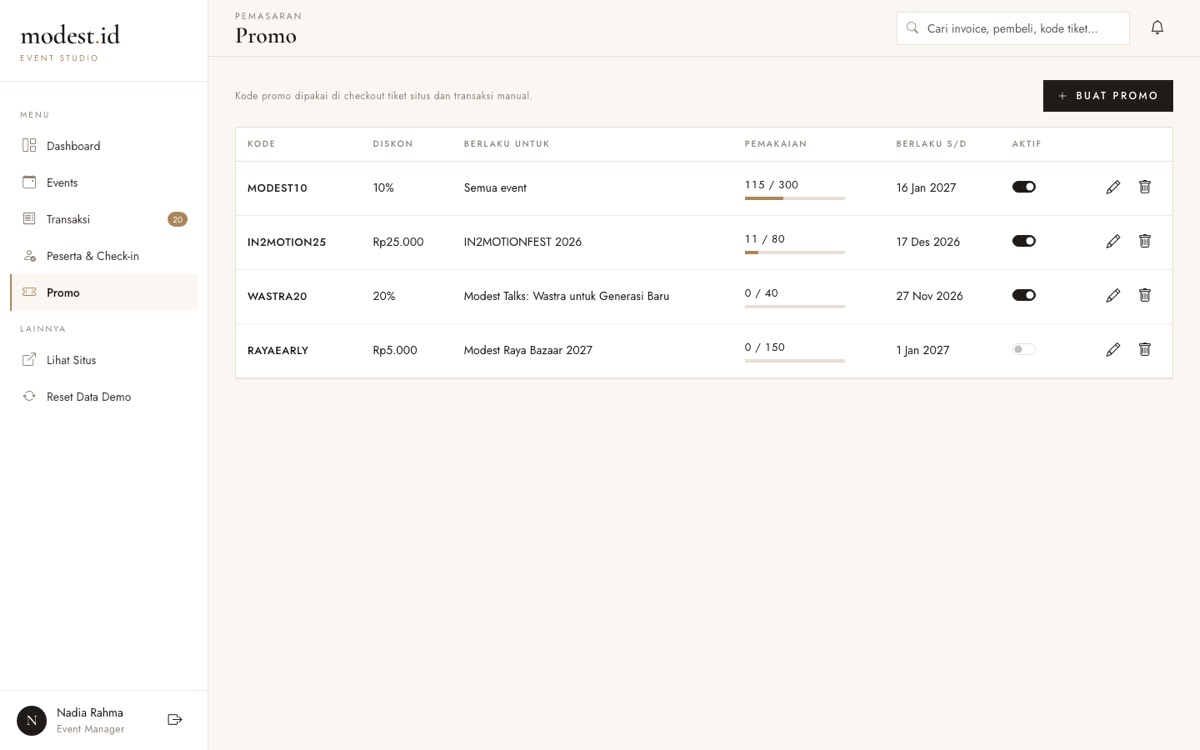 modest.id
EVENT STUDIO
MENU
Dashboard
Events
Transaksi 20
Peserta & Check-in
Promo
LAINNYA
Lihat Situs
Reset Data Demo
N
Nadia Rahma
Event Manager
PEMASARAN
Promo
Cari invoice, pembeli, kode tiket...
Kode promo dipakai di checkout tiket situs dan transaksi manual.
+ BUAT PROMO
KODE DISKON BERLAKU UNTUK PEMAKAIAN BERLAKU S/D AKTIF
MODEST10 10% Semua event 115 / 300 16 Jan 2027
IN2MOTION25 Rp25.000 IN2MOTIONFEST 2026 11 / 80 17 Des 2026
WASTRA20 20% Modest Talks: Wastra untuk Generasi Baru 0 / 40 27 Nov 2026
RAYAEARLY Rp5.000 Modest Raya Bazaar 2027 0 / 150 1 Jan 2027